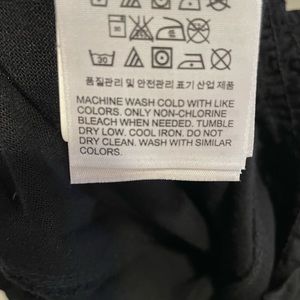 30
품질관리 및 안전관리 표기 산업 제품
MACHINE WASH COLD WITH LIKE
COLORS. ONLY NON-CHLORINE
BLEACH WHEN NEEDED. TUMBLE
DRY LOW. COOL IRON. DO NOT
DRY CLEAN. WASH WITH SIMILAR
COLORS.